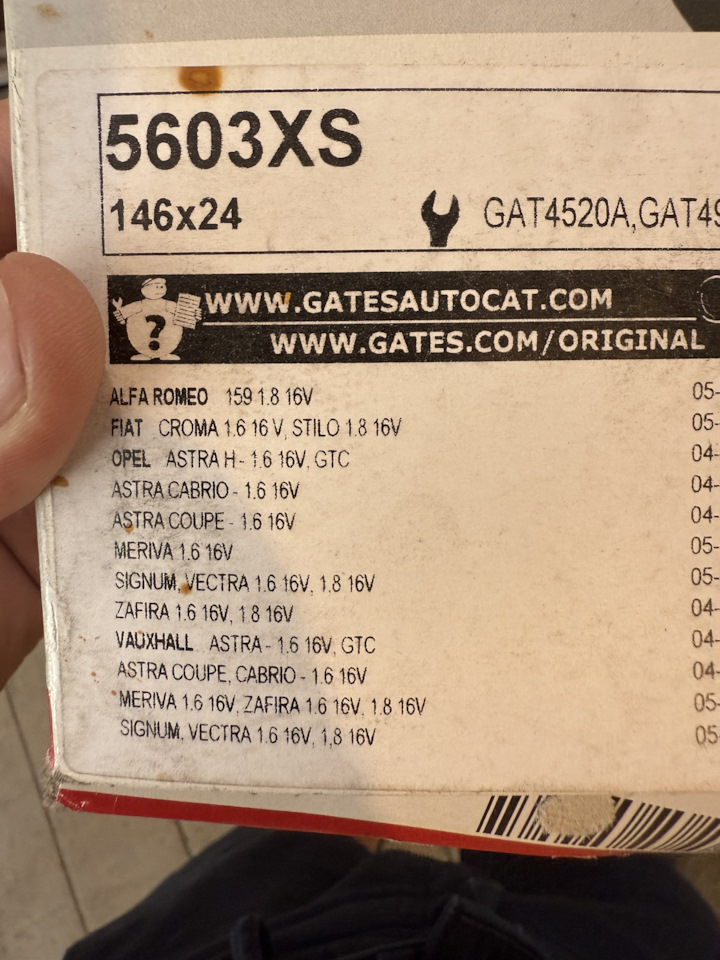 5603XS
146x24 GAT4520A,GAT49
WWW.GATESAUTOCAT.COM
WWW.GATES.COM/ORIGINAL
ALFA ROMEO 159 1.8 16V 05-
FIAT CROMA 1.6 16 V, STILO 1.8 16V 05-
OPEL ASTRA H - 1.6 16V, GTC 04-
ASTRA CABRIO - 1.6 16V 04-
ASTRA COUPE - 1.6 16V 04-
MERIVA 1.6 16V 05-
SIGNUM, VECTRA 1.6 16V, 1.8 16V 05-
ZAFIRA 1.6 16V, 1.8 16V 04-
VAUXHALL ASTRA - 1.6 16V, GTC 04-
ASTRA COUPE, CABRIO - 1.6 16V 04-
MERIVA 1.6 16V, ZAFIRA 1.6 16V, 1.8 16V 05-
SIGNUM, VECTRA 1.6 16V, 1,8 16V 05-